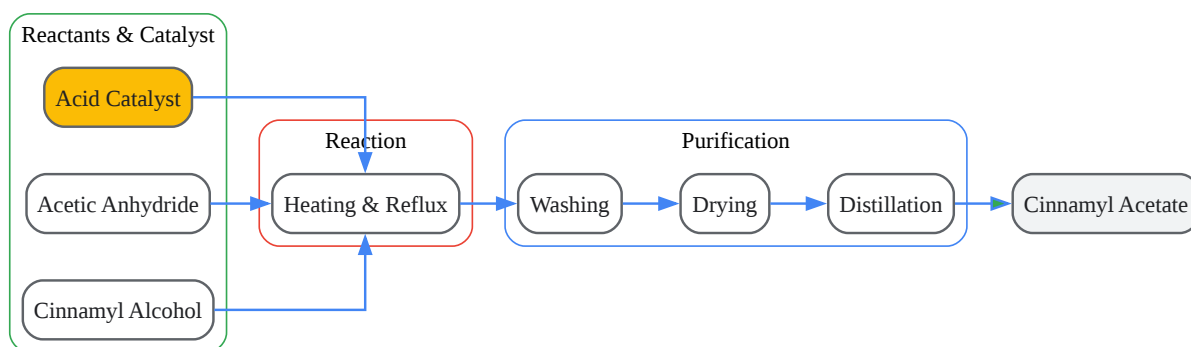 Reactants & Catalyst
Acid Catalyst
Acetic Anhydride
Cinnamyl Alcohol
Reaction
Heating & Reflux
Purification
Washing
Drying
Distillation
Cinnamyl Acetate